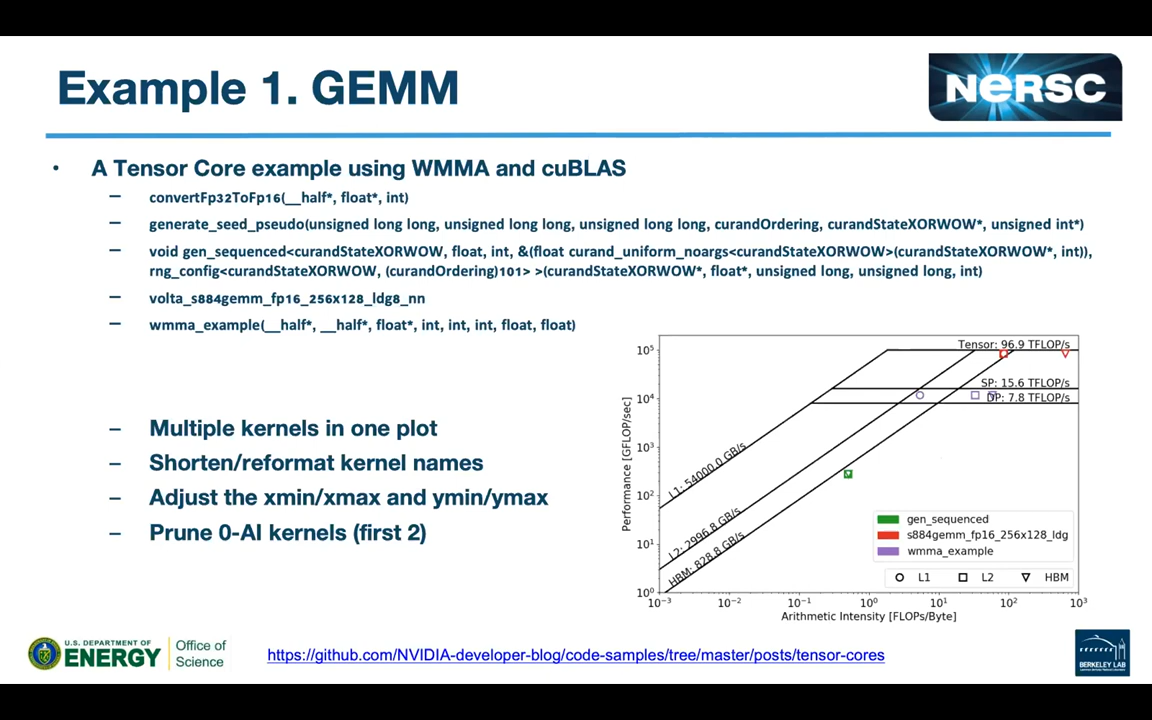 Example 1. GEMM
NERSC
• A Tensor Core example using WMMA and cuBLAS
– convertFp32ToFp16(__half*, float*, int)
– generate_seed_pseudo(unsigned long long, unsigned long long, unsigned long long, curandOrdering, curandStateXORWOW*, unsigned int*)
– void gen_sequenced<curandStateXORWOW, float, int, &(float curand_uniform_noargs<curandStateXORWOW>(curandStateXORWOW*, int)),
rng_config<curandStateXORWOW, (curandOrdering)101> >(curandStateXORWOW*, float*, unsigned long, unsigned long, int)
– volta_s884gemm_fp16_256x128_ldg8_nn
– wmma_example(__half*, __half*, float*, int, int, int, float, float)
– Multiple kernels in one plot
– Shorten/reformat kernel names
– Adjust the xmin/xmax and ymin/ymax
– Prune 0-AI kernels (first 2)
Performance [GFLOP/sec]
10⁵
10⁴
10³
10²
10¹
10⁰
Tensor: 96.9 TFLOP/s
SP: 15.6 TFLOP/s
DP: 7.8 TFLOP/s
L1: 54000.0 GB/s
L2: 2996.8 GB/s
HBM: 828.8 GB/s
gen_sequenced
s884gemm_fp16_256x128_ldg
wmma_example
L1 L2 HBM
10⁻³ 10⁻² 10⁻¹ 10⁰ 10¹ 10² 10³
Arithmetic Intensity [FLOPs/Byte]
U.S. DEPARTMENT OF
ENERGY
Office of
Science
https://github.com/NVIDIA-developer-blog/code-samples/tree/master/posts/tensor-cores
BERKELEY LAB